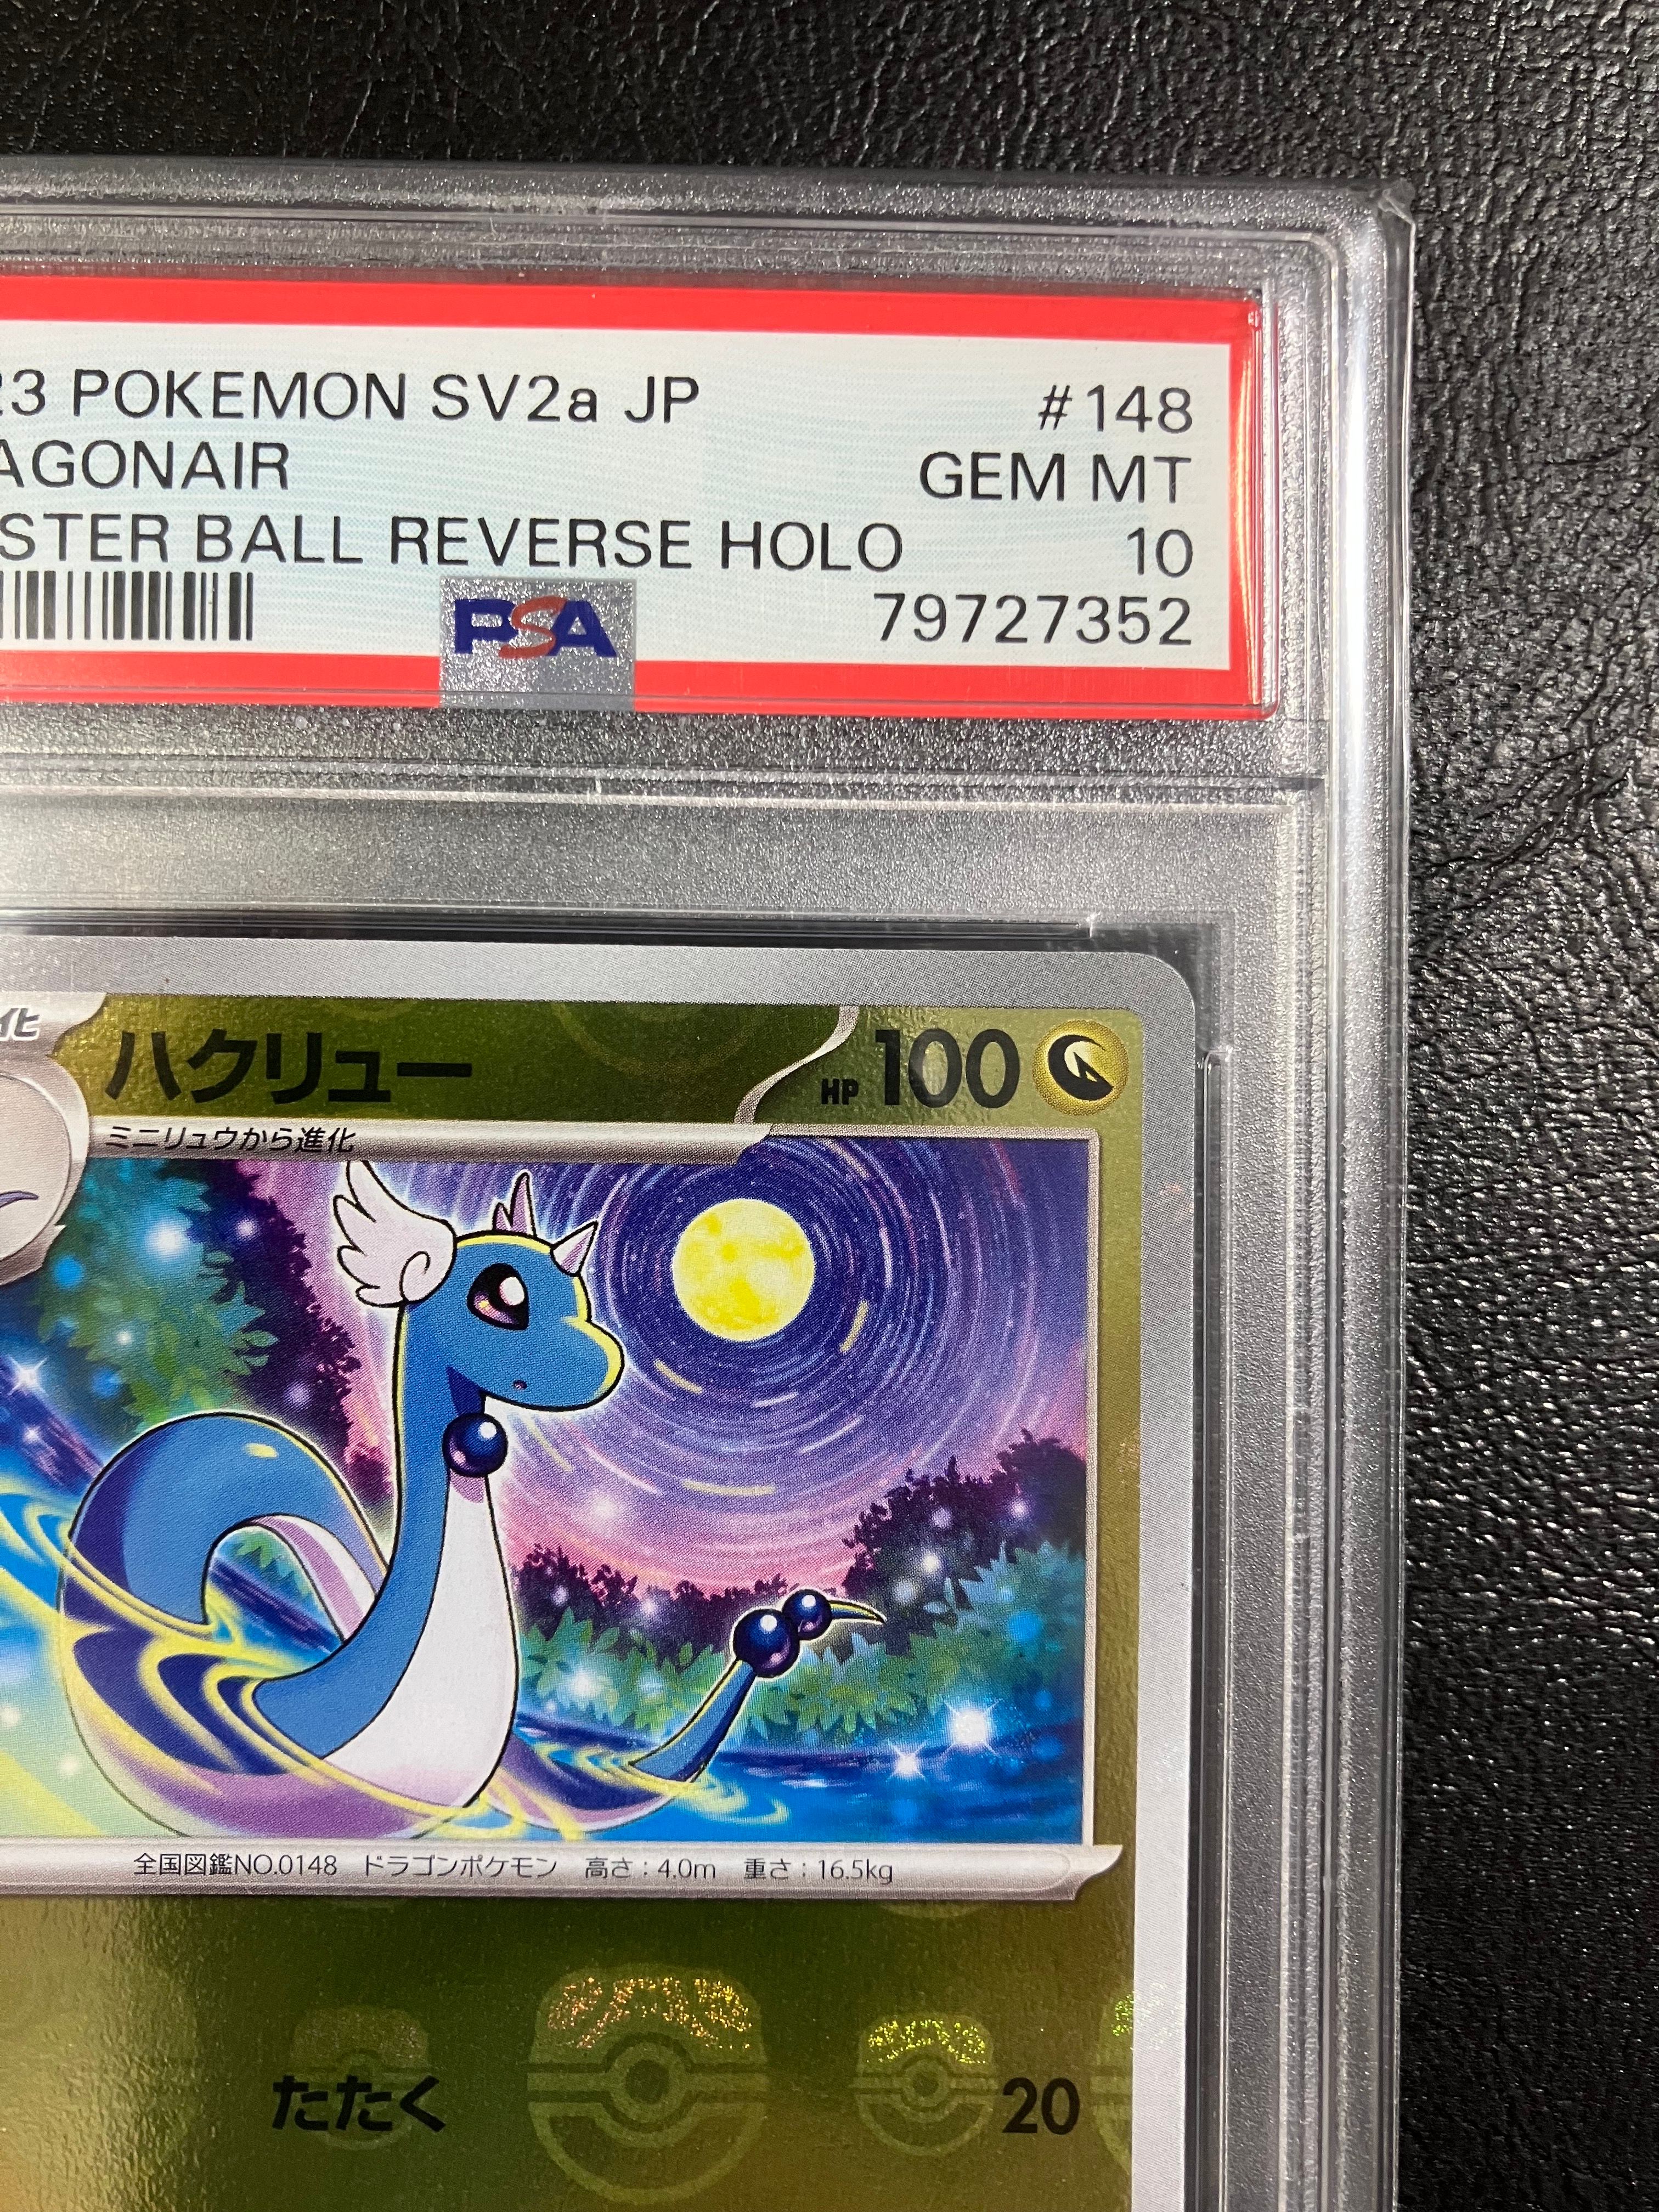 23 POKEMON SV2a JP #148
AGONAIR GEM MT
STER BALL REVERSE HOLO 10
PSA 79727352
化 ハクリュー HP 100
ミニリュウから進化
全国図鑑NO.0148 ドラゴンポケモン 高さ:4.0m 重さ:16.5kg
たたく 20